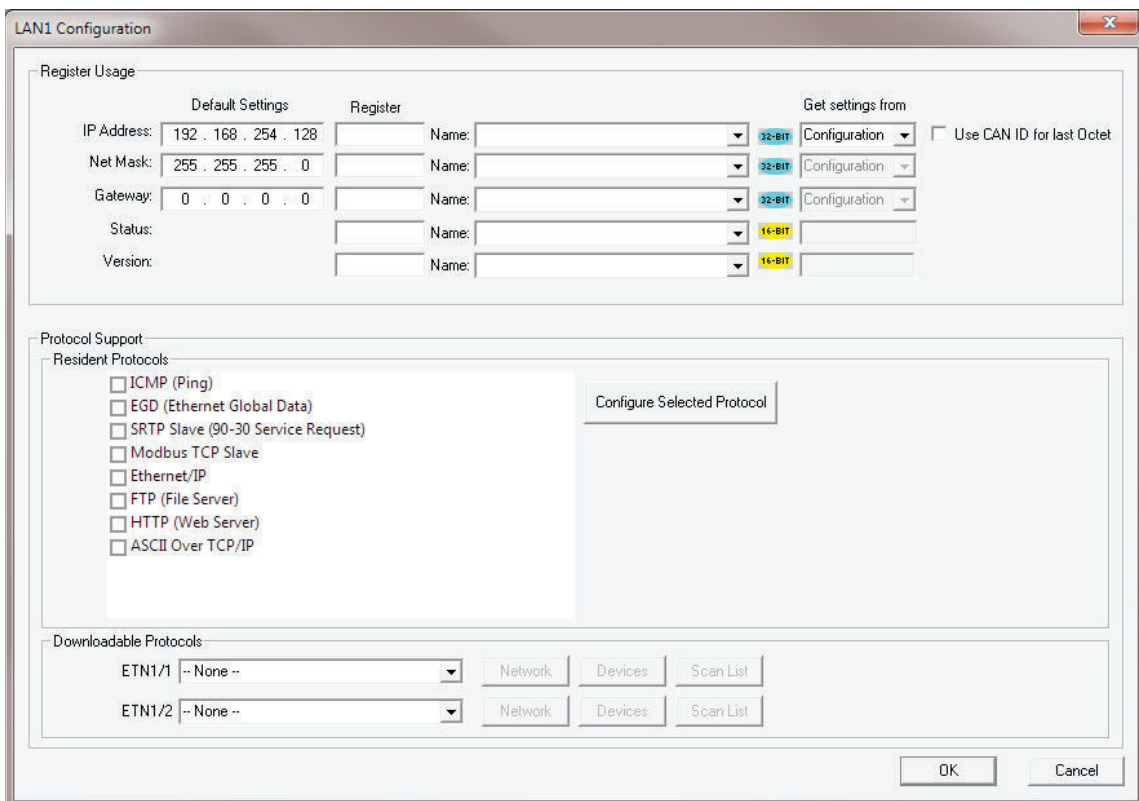 LAN1 Configuration
x
Register Usage
Default Settings Register Get settings from
IP Address: 192 . 168 . 254 . 128 Name: 32-BIT Configuration Use CAN ID for last Octet
Net Mask: 255 . 255 . 255 . 0 Name: 32-BIT Configuration
Gateway: 0 . 0 . 0 . 0 Name: 32-BIT Configuration
Status: Name: 16-BIT
Version: Name: 16-BIT
Protocol Support
Resident Protocols
ICMP (Ping)
EGD (Ethernet Global Data)
SRTP Slave (90-30 Service Request)
Modbus TCP Slave
Ethernet/IP
FTP (File Server)
HTTP (Web Server)
ASCII Over TCP/IP
Configure Selected Protocol
Downloadable Protocols
ETN1/1 -- None -- Network Devices Scan List
ETN1/2 -- None -- Network Devices Scan List
OK Cancel